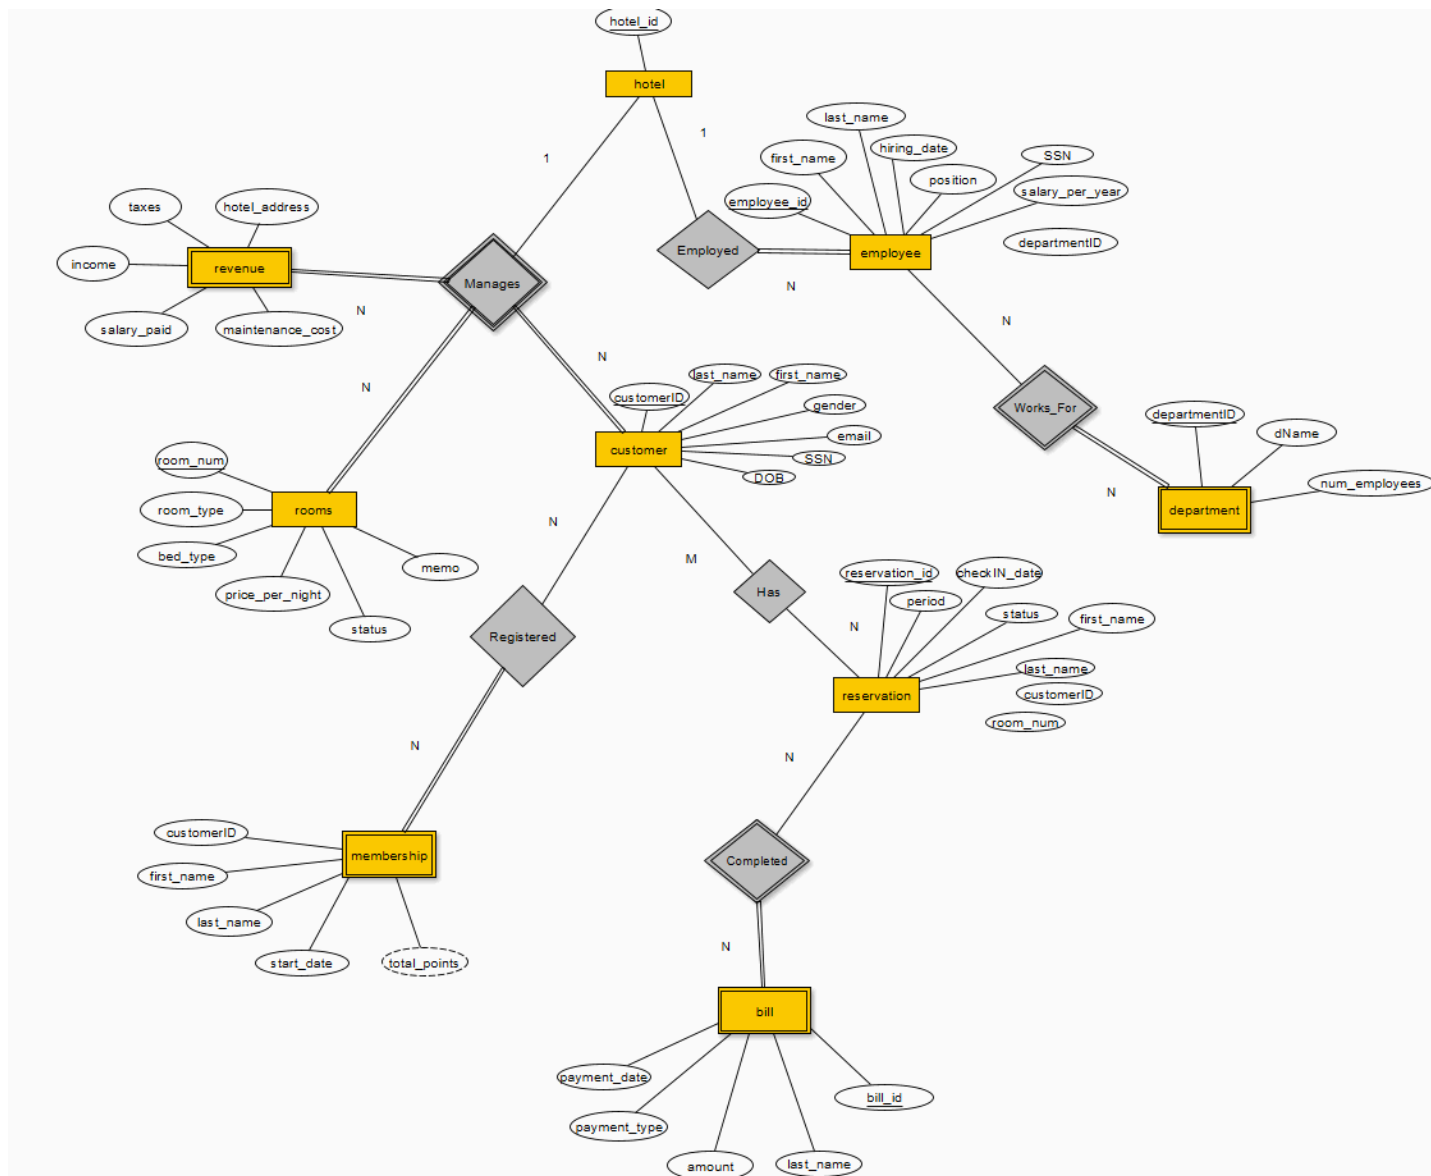 hotel_id
hotel
1
1
last_name
hiring_date
SSN
first_name
position
salary_per_year
employee_id
taxes
hotel_address
departmentID
Employed
employee
income
revenue
Manages
N
N
salary_paid
maintenance_cost
N
N
N
last_name
first_name
customerID
gender
Works_For
departmentID
dName
email
customer
SSN
DOB
room_num
num_employees
N
rooms
room_type
department
N
bed_type
M
memo
price_per_night
Has
reservation_id
checkIN_date
period
status
first_name
status
N
Registered
last_name
customerID
reservation
room_num
N
N
customerID
membership
Completed
first_name
last_name
N
start_date
total_points
bill
payment_date
bill_id
payment_type
amount
last_name